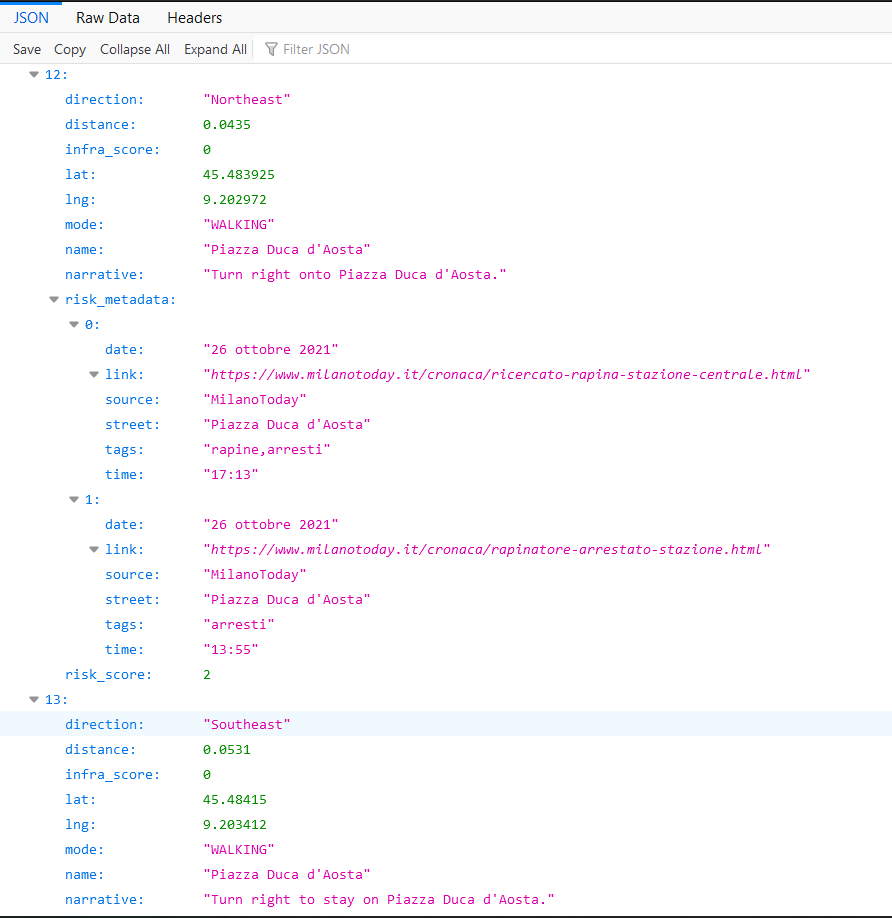 JSON Raw Data Headers
Save Copy Collapse All Expand All Filter JSON
12:
direction: "Northeast"
distance: 0.0435
infra_score: 0
lat: 45.483925
lng: 9.202972
mode: "WALKING"
name: "Piazza Duca d'Aosta"
narrative: "Turn right onto Piazza Duca d'Aosta."
risk_metadata:
0:
date: "26 ottobre 2021"
link: "https://www.milanotoday.it/cronaca/ricercato-rapina-stazione-centrale.html"
source: "MilanoToday"
street: "Piazza Duca d'Aosta"
tags: "rapine,arresti"
time: "17:13"
1:
date: "26 ottobre 2021"
link: "https://www.milanotoday.it/cronaca/rapinatore-arrestato-stazione.html"
source: "MilanoToday"
street: "Piazza Duca d'Aosta"
tags: "arresti"
time: "13:55"
risk_score: 2
13:
direction: "Southeast"
distance: 0.0531
infra_score: 0
lat: 45.48415
lng: 9.203412
mode: "WALKING"
name: "Piazza Duca d'Aosta"
narrative: "Turn right to stay on Piazza Duca d'Aosta."